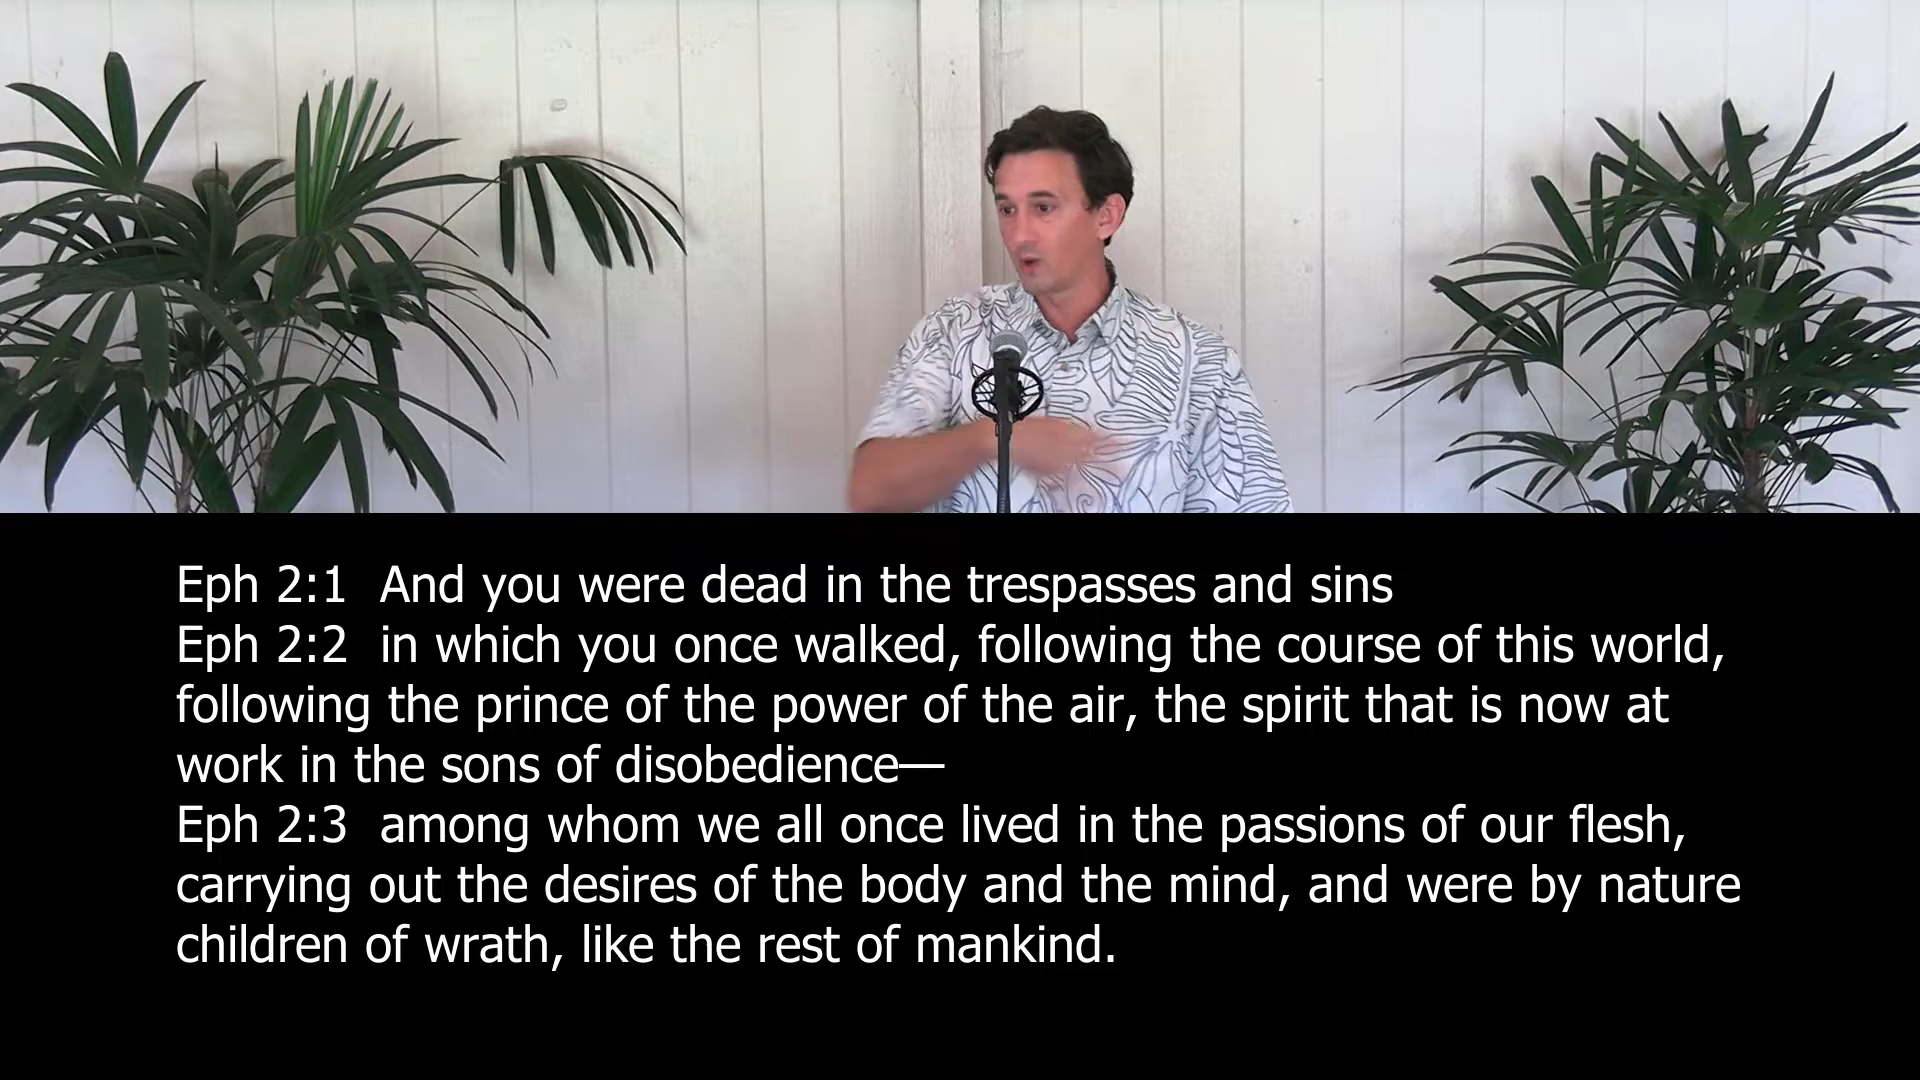 Eph 2:1  And you were dead in the trespasses and sins
Eph 2:2  in which you once walked, following the course of this world,
following the prince of the power of the air, the spirit that is now at
work in the sons of disobedience—
Eph 2:3  among whom we all once lived in the passions of our flesh,
carrying out the desires of the body and the mind, and were by nature
children of wrath, like the rest of mankind.